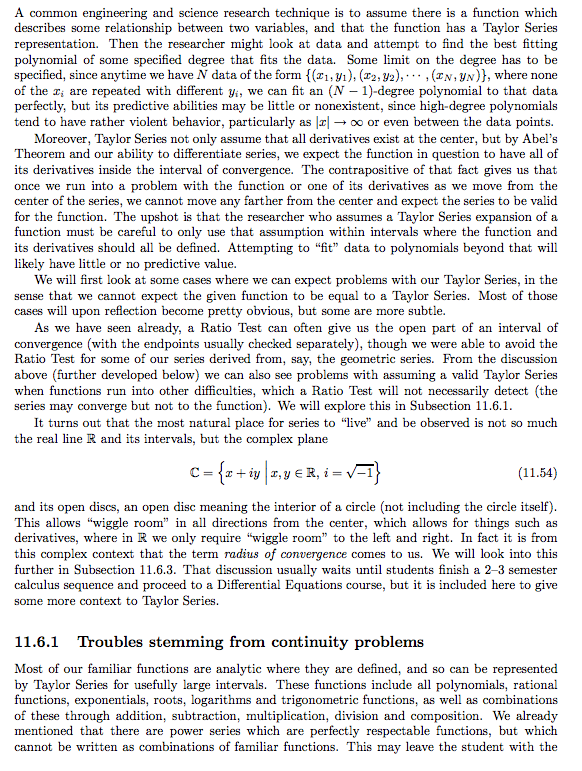 A common engineering and science research technique is to assume there is a function which
describes some relationship between two variables, and that the function has a Taylor Series
representation. Then the researcher might look at data and attempt to find the best fitting
polynomial of some specified degree that fits the data. Some limit on the degree has to be
specified, since anytime we have N data of the form {(x₁, y₁), (x₂, y₂), · · · , (x_N, y_N)}, where none
of the xᵢ are repeated with different yᵢ, we can fit an (N − 1)-degree polynomial to that data
perfectly, but its predictive abilities may be little or nonexistent, since high-degree polynomials
tend to have rather violent behavior, particularly as |x| → ∞ or even between the data points.
Moreover, Taylor Series not only assume that all derivatives exist at the center, but by Abel's
Theorem and our ability to differentiate series, we expect the function in question to have all of
its derivatives inside the interval of convergence. The contrapositive of that fact gives us that
once we run into a problem with the function or one of its derivatives as we move from the
center of the series, we cannot move any farther from the center and expect the series to be valid
for the function. The upshot is that the researcher who assumes a Taylor Series expansion of a
function must be careful to only use that assumption within intervals where the function and
its derivatives should all be defined. Attempting to "fit" data to polynomials beyond that will
likely have little or no predictive value.
We will first look at some cases where we can expect problems with our Taylor Series, in the
sense that we cannot expect the given function to be equal to a Taylor Series. Most of those
cases will upon reflection become pretty obvious, but some are more subtle.
As we have seen already, a Ratio Test can often give us the open part of an interval of
convergence (with the endpoints usually checked separately), though we were able to avoid the
Ratio Test for some of our series derived from, say, the geometric series. From the discussion
above (further developed below) we can also see problems with assuming a valid Taylor Series
when functions run into other difficulties, which a Ratio Test will not necessarily detect (the
series may converge but not to the function). We will explore this in Subsection 11.6.1.
It turns out that the most natural place for series to "live" and be observed is not so much
the real line ℝ and its intervals, but the complex plane
ℂ = {x + iy | x, y ∈ ℝ, i = √−1} (11.54)
and its open discs, an open disc meaning the interior of a circle (not including the circle itself).
This allows "wiggle room" in all directions from the center, which allows for things such as
derivatives, where in ℝ we only require "wiggle room" to the left and right. In fact it is from
this complex context that the term radius of convergence comes to us. We will look into this
further in Subsection 11.6.3. That discussion usually waits until students finish a 2–3 semester
calculus sequence and proceed to a Differential Equations course, but it is included here to give
some more context to Taylor Series.
11.6.1 Troubles stemming from continuity problems
Most of our familiar functions are analytic where they are defined, and so can be represented
by Taylor Series for usefully large intervals. These functions include all polynomials, rational
functions, exponentials, roots, logarithms and trigonometric functions, as well as combinations
of these through addition, subtraction, multiplication, division and composition. We already
mentioned that there are power series which are perfectly respectable functions, but which
cannot be written as combinations of familiar functions. This may leave the student with the